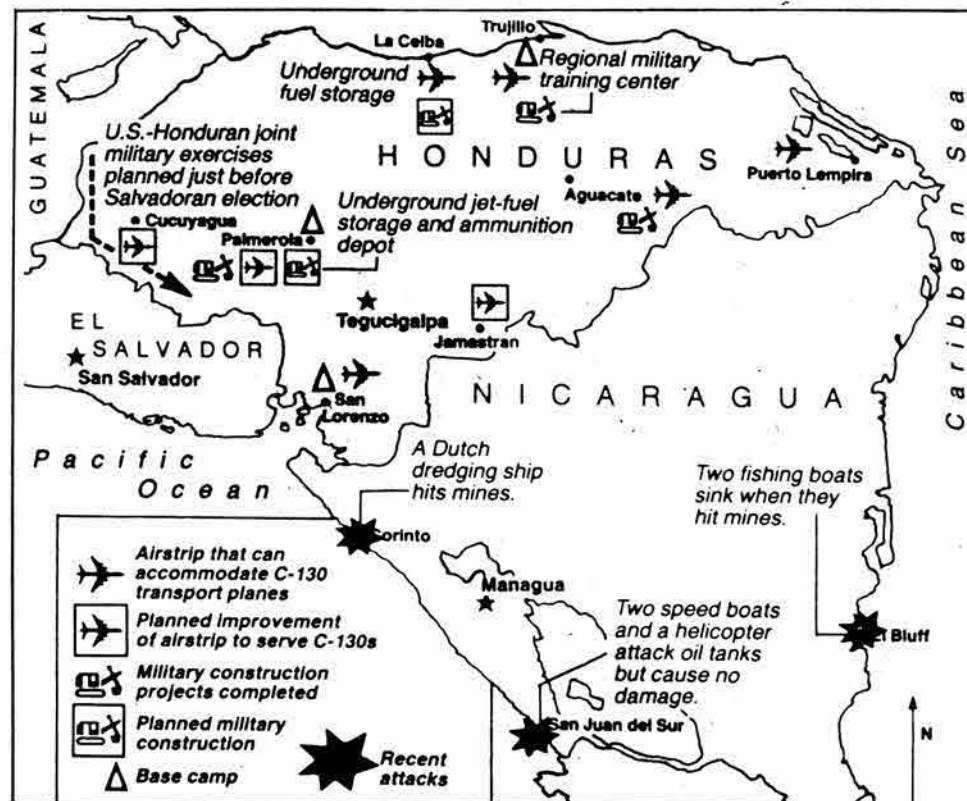 GUATEMALA
La Ceiba
Trujillo
Underground
fuel storage
Regional military
training center
U.S.-Honduran joint
military exercises
planned just before
Salvadoran election
HONDURAS
Caribbean Sea
Puerto Lempira
Aguacate
Cucuyagua
Palmerola
Underground jet-fuel
storage and ammunition
depot
Tegucigalpa
Jamastran
EL
SALVADOR
San Salvador
San
Lorenzo
NICARAGUA
Pacific
Ocean
A Dutch
dredging ship
hits mines.
Corinto
Two fishing boats
sink when they
hit mines.
El Bluff
Managua
Two speed boats
and a helicopter
attack oil tanks
but cause no
damage.
San Juan del Sur
N
Airstrip that can
accommodate C-130
transport planes
Planned improvement
of airstrip to serve C-130s
Military construction
projects completed
Planned military
construction
Base camp
Recent
attacks